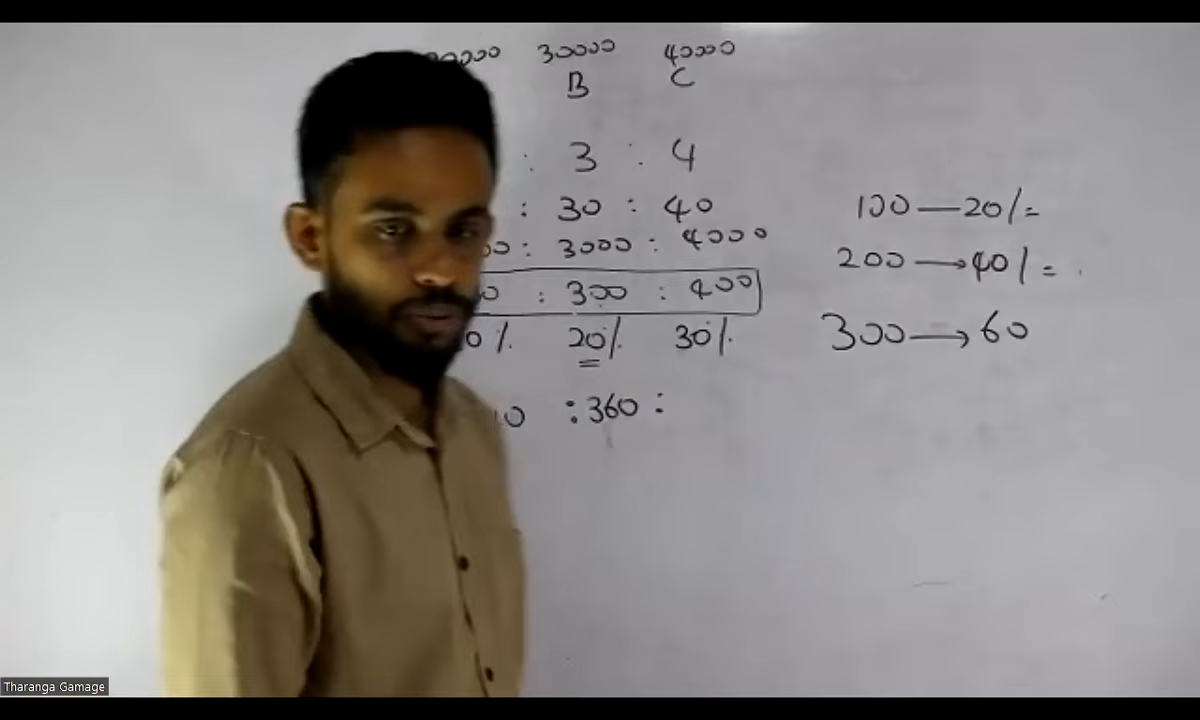 30000 40000
B C
: 3 : 4
: 30 : 40
: 3000 : 4000
: 300 : 400
20% 30%
: 360 :
100 — 20/=
200 → 40/=
300 → 60
Tharanga Gamage